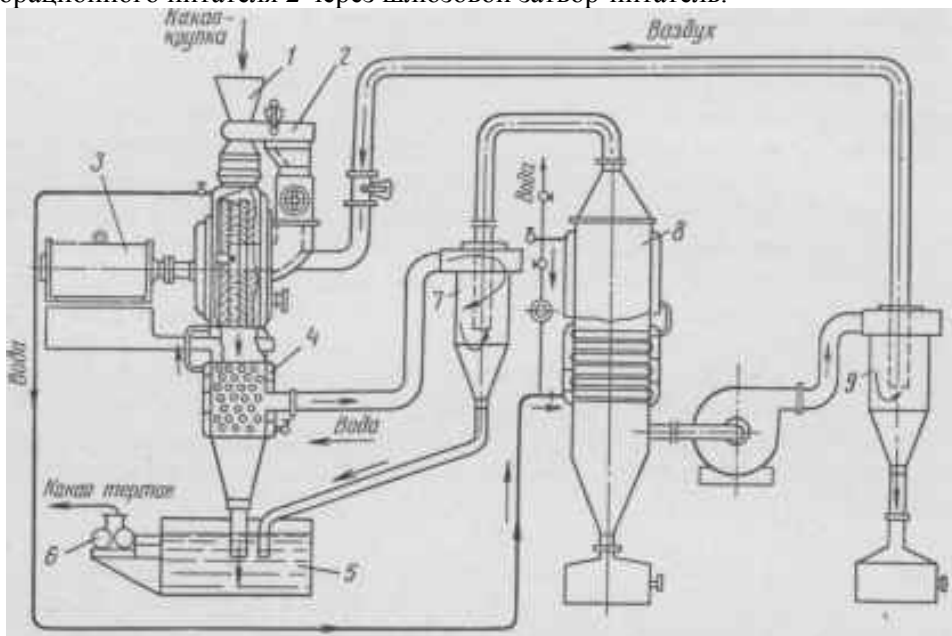 орационного питателя 2 через шлюзовой затвор-питатель.
Какао-
крупка
1
2
Воздух
3
Вода
8
7
4
9
Вода
Вода
Какао тертое
6
5